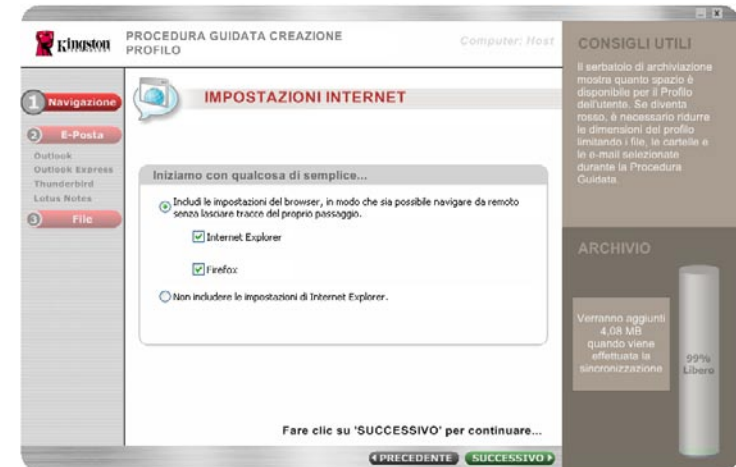 X
Kingston
PROCEDURA GUIDATA CREAZIONE
PROFILO
Computer: Host
1 Navigazione
2 E-Posta
Outlook
Outlook Express
Thunderbird
Lotus Notes
3 File
IMPOSTAZIONI INTERNET
Iniziamo con qualcosa di semplice...
Includi le impostazioni del browser, in modo che sia possibile navigare da remoto
senza lasciare tracce del proprio passaggio.
Internet Explorer
Firefox
Non includere le impostazioni di Internet Explorer.
Fare clic su 'SUCCESSIVO' per continuare...
PRECEDENTE
SUCCESSIVO
CONSIGLI UTILI
Il serbatoio di archiviazione
mostra quanto spazio è
disponibile per il Profilo
dell'utente. Se diventa
rosso, è necessario ridurre
le dimensioni del profilo
limitando i file, le cartelle e
le e-mail selezionate
durante la Procedura
Guidata.
ARCHIVIO
Verranno aggiunti
4,08 MB
quando viene
effettuata la
sincronizzazione
99%
Libero